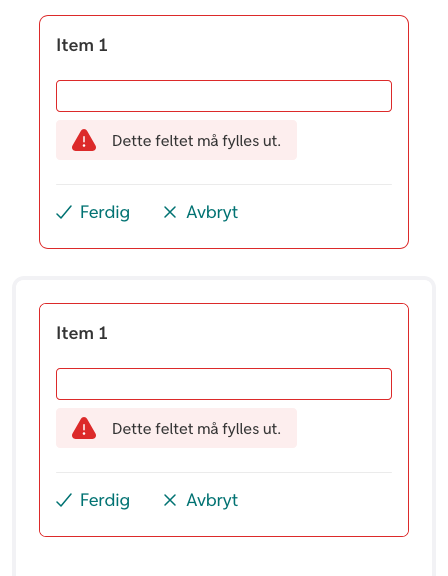 Item 1
Dette feltet må fylles ut.
Ferdig
Avbryt
Item 1
Dette feltet må fylles ut.
Ferdig
Avbryt